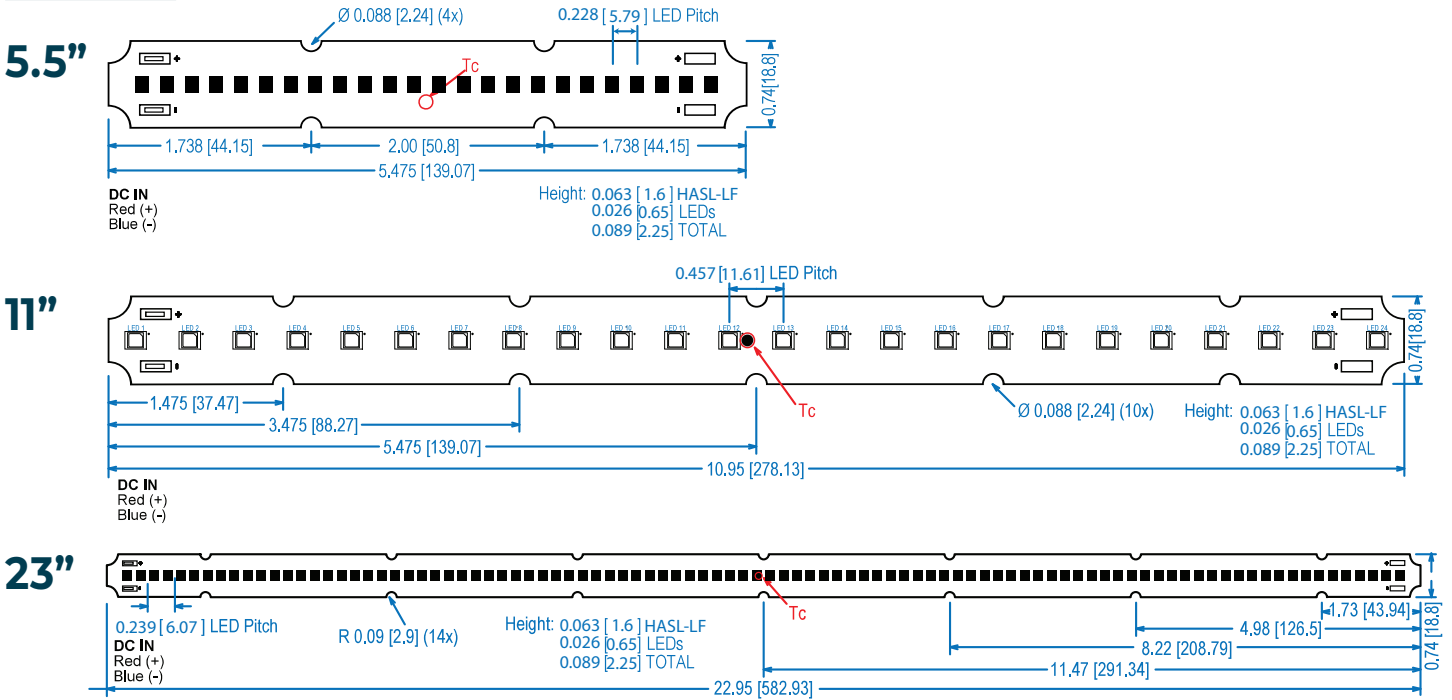 Ø 0.088 [2.24] (4x)
0.228 [5.79] LED Pitch
5.5”
+
+
Tc
0.74[18.8]
-
-
1.738 [44.15]
2.00 [50.8]
1.738 [44.15]
5.475 [139.07]
DC IN
Red (+)
Blue (-)
Height: 0.063 [1.6] HASL-LF
0.026 [0.65] LEDs
0.089 [2.25] TOTAL
0.457 [11.61] LED Pitch
11”
+
+
LED 1 LED 2 LED 3 LED 4 LED 5 LED 6 LED 7 LED 8 LED 9 LED 10 LED 11 LED 12 LED 13 LED 14 LED 15 LED 16 LED 17 LED 18 LED 19 LED 20 LED 21 LED 22 LED 23 LED 24
0.74[18.8]
Tc
1.475 [37.47]
Ø 0.088 [2.24] (10x)
3.475 [88.27]
5.475 [139.07]
10.95 [278.13]
Height: 0.063 [1.6] HASL-LF
0.026 [0.65] LEDs
0.089 [2.25] TOTAL
DC IN
Red (+)
Blue (-)
23”
+
+
Tc
0.239 [6.07] LED Pitch
R 0.09 [2.9] (14x)
Height: 0.063 [1.6] HASL-LF
0.026 [0.65] LEDs
0.089 [2.25] TOTAL
DC IN
Red (+)
Blue (-)
1.73 [43.94]
4.98 [126.5]
8.22 [208.79]
11.47 [291.34]
22.95 [582.93]
0.74 [18.8]